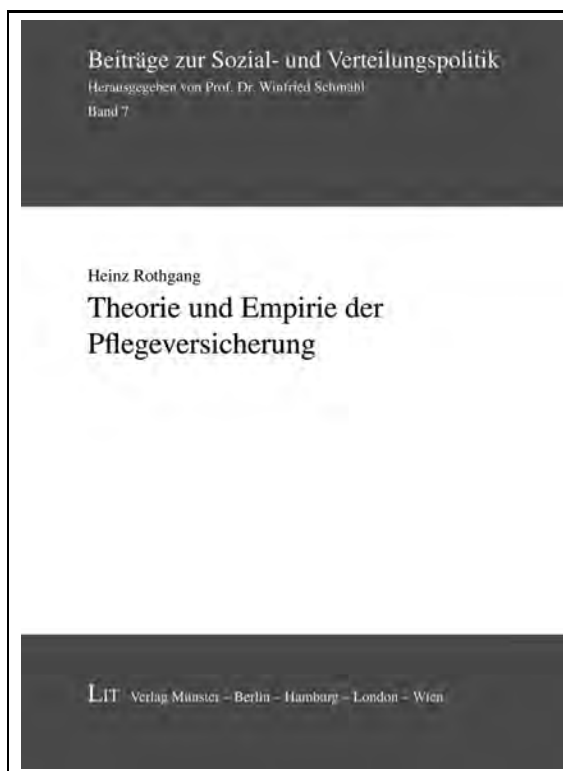 Beiträge zur Sozial- und Verteilungspolitik
Herausgegeben von Prof. Dr. Winfried Schmähl
Band 7
Heinz Rothgang
Theorie und Empirie der
Pflegeversicherung
LIT Verlag Münster – Berlin – Hamburg – London – Wien